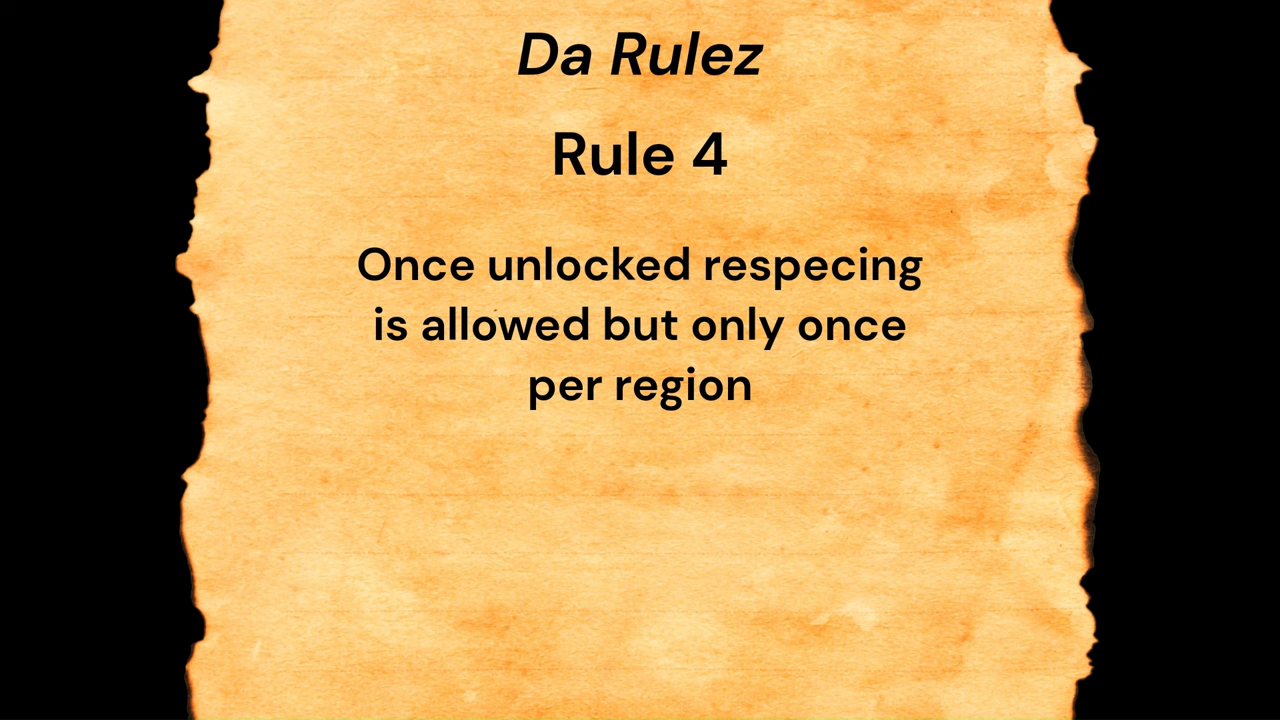 Da Rulez
Rule 4
Once unlocked respecing
is allowed but only once
per region